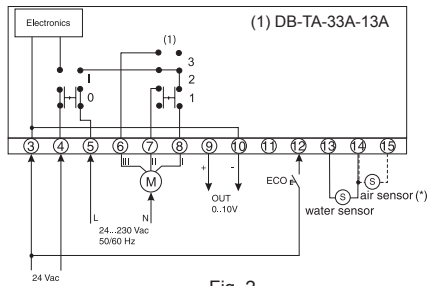 Electronics
(1) DB-TA-33A-13A
(1)
3
I
2
0
1
3
4
5
6
7
8
9
10
11
12
13
14
15
III
II
I
M
+
-
ECO
E
S
S
air sensor (*)
water sensor
L
N
OUT
0..10V
24...230 Vac
50/60 Hz
24 Vac